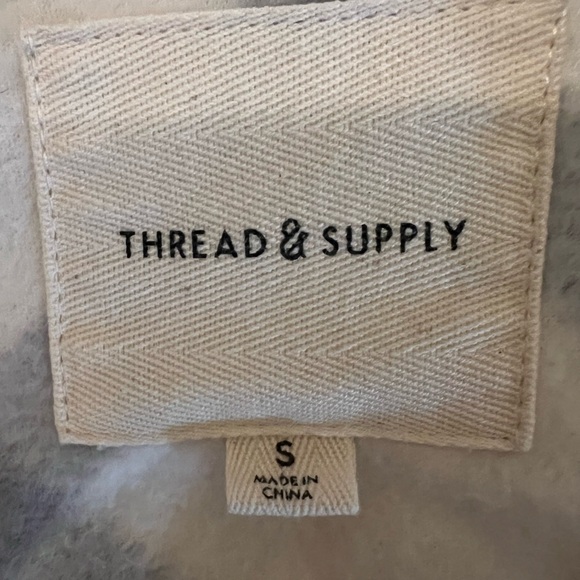 THREAD & SUPPLY
S
MADE IN
CHINA